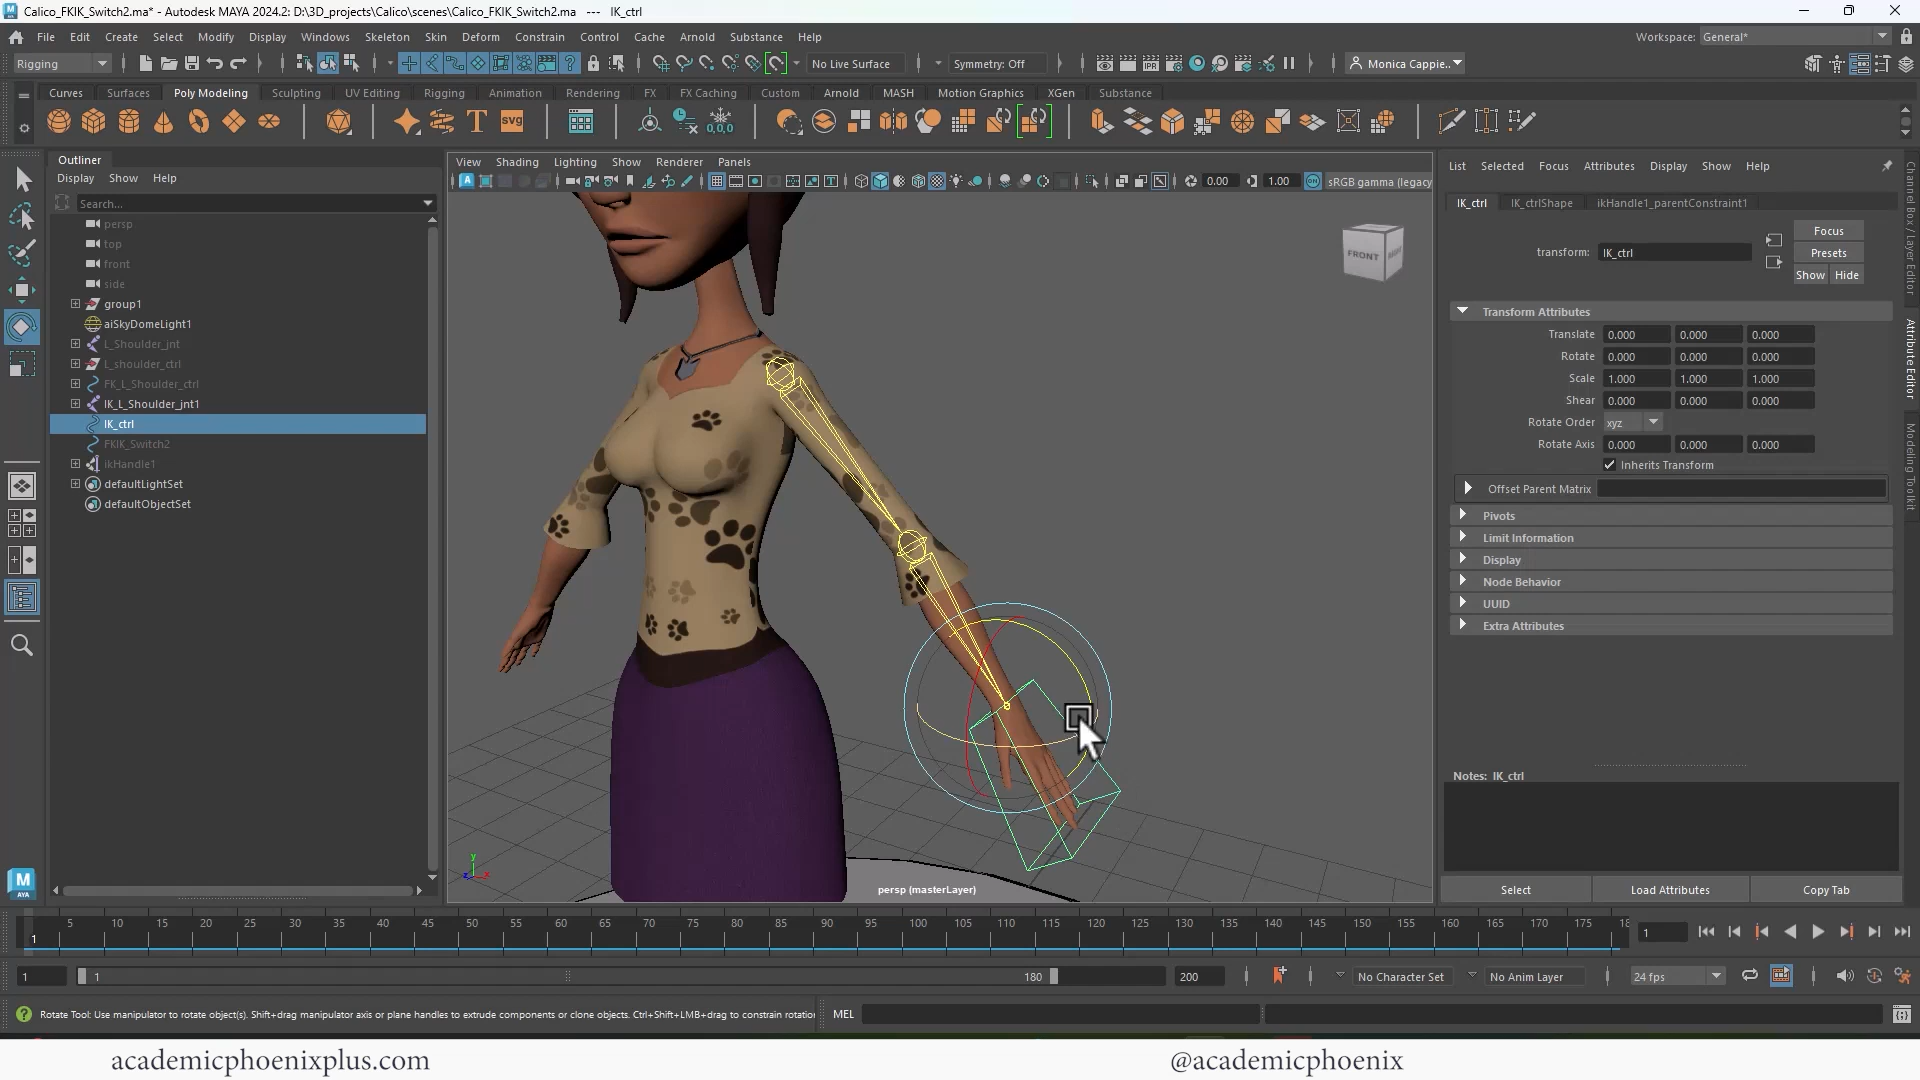 Calico_FKIK_Switch2.ma* - Autodesk MAYA 2024.2: D:\3D_projects\Calico\scenes\Calico_FKIK_Switch2.ma --- IK_ctrl
File Edit Create Select Modify Display Windows Skeleton Skin Deform Constrain Control Cache Arnold Substance Help
Workspace: General*
Rigging
No Live Surface
Symmetry: Off
Monica Cappie..
Curves Surfaces Poly Modeling Sculpting UV Editing Rigging Animation Rendering FX FX Caching Custom Arnold MASH Motion Graphics XGen Substance
Outliner
Display Show Help
Search...
persp
top
front
side
group1
aiSkyDomeLight1
L_Shoulder_jnt
L_shoulder_ctrl
FK_L_Shoulder_ctrl
IK_L_Shoulder_jnt1
IK_ctrl
FKIK_Switch2
ikHandle1
defaultLightSet
defaultObjectSet
View Shading Lighting Show Renderer Panels
0.00
1.00
sRGB gamma (legacy
FRONT
persp (masterLayer)
List Selected Focus Attributes Display Show Help
IK_ctrl IK_ctrlShape ikHandle1_parentConstraint1
transform: IK_ctrl
Focus
Presets
Show Hide
Transform Attributes
Translate 0.000 0.000 0.000
Rotate 0.000 0.000 0.000
Scale 1.000 1.000 1.000
Shear 0.000 0.000 0.000
Rotate Order xyz
Rotate Axis 0.000 0.000 0.000
Inherits Transform
Offset Parent Matrix
Pivots
Limit Information
Display
Node Behavior
UUID
Extra Attributes
Notes: IK_ctrl
Select Load Attributes Copy Tab
Channel Box / Layer Editor
Attribute Editor
Modeling Toolkit
5 10 15 20 25 30 35 40 45 50 55 60 65 70 75 80 85 90 95 100 105 110 115 120 125 130 135 140 145 150 155 160 165 170 175 18
1
1
1 1 180 200
No Character Set
No Anim Layer
24 fps
Rotate Tool: Use manipulator to rotate object(s). Shift+drag manipulator axis or plane handles to extrude components or clone objects. Ctrl+Shift+LMB+drag to constrain rotation
MEL
academicphoenixplus.com
@academicphoenix